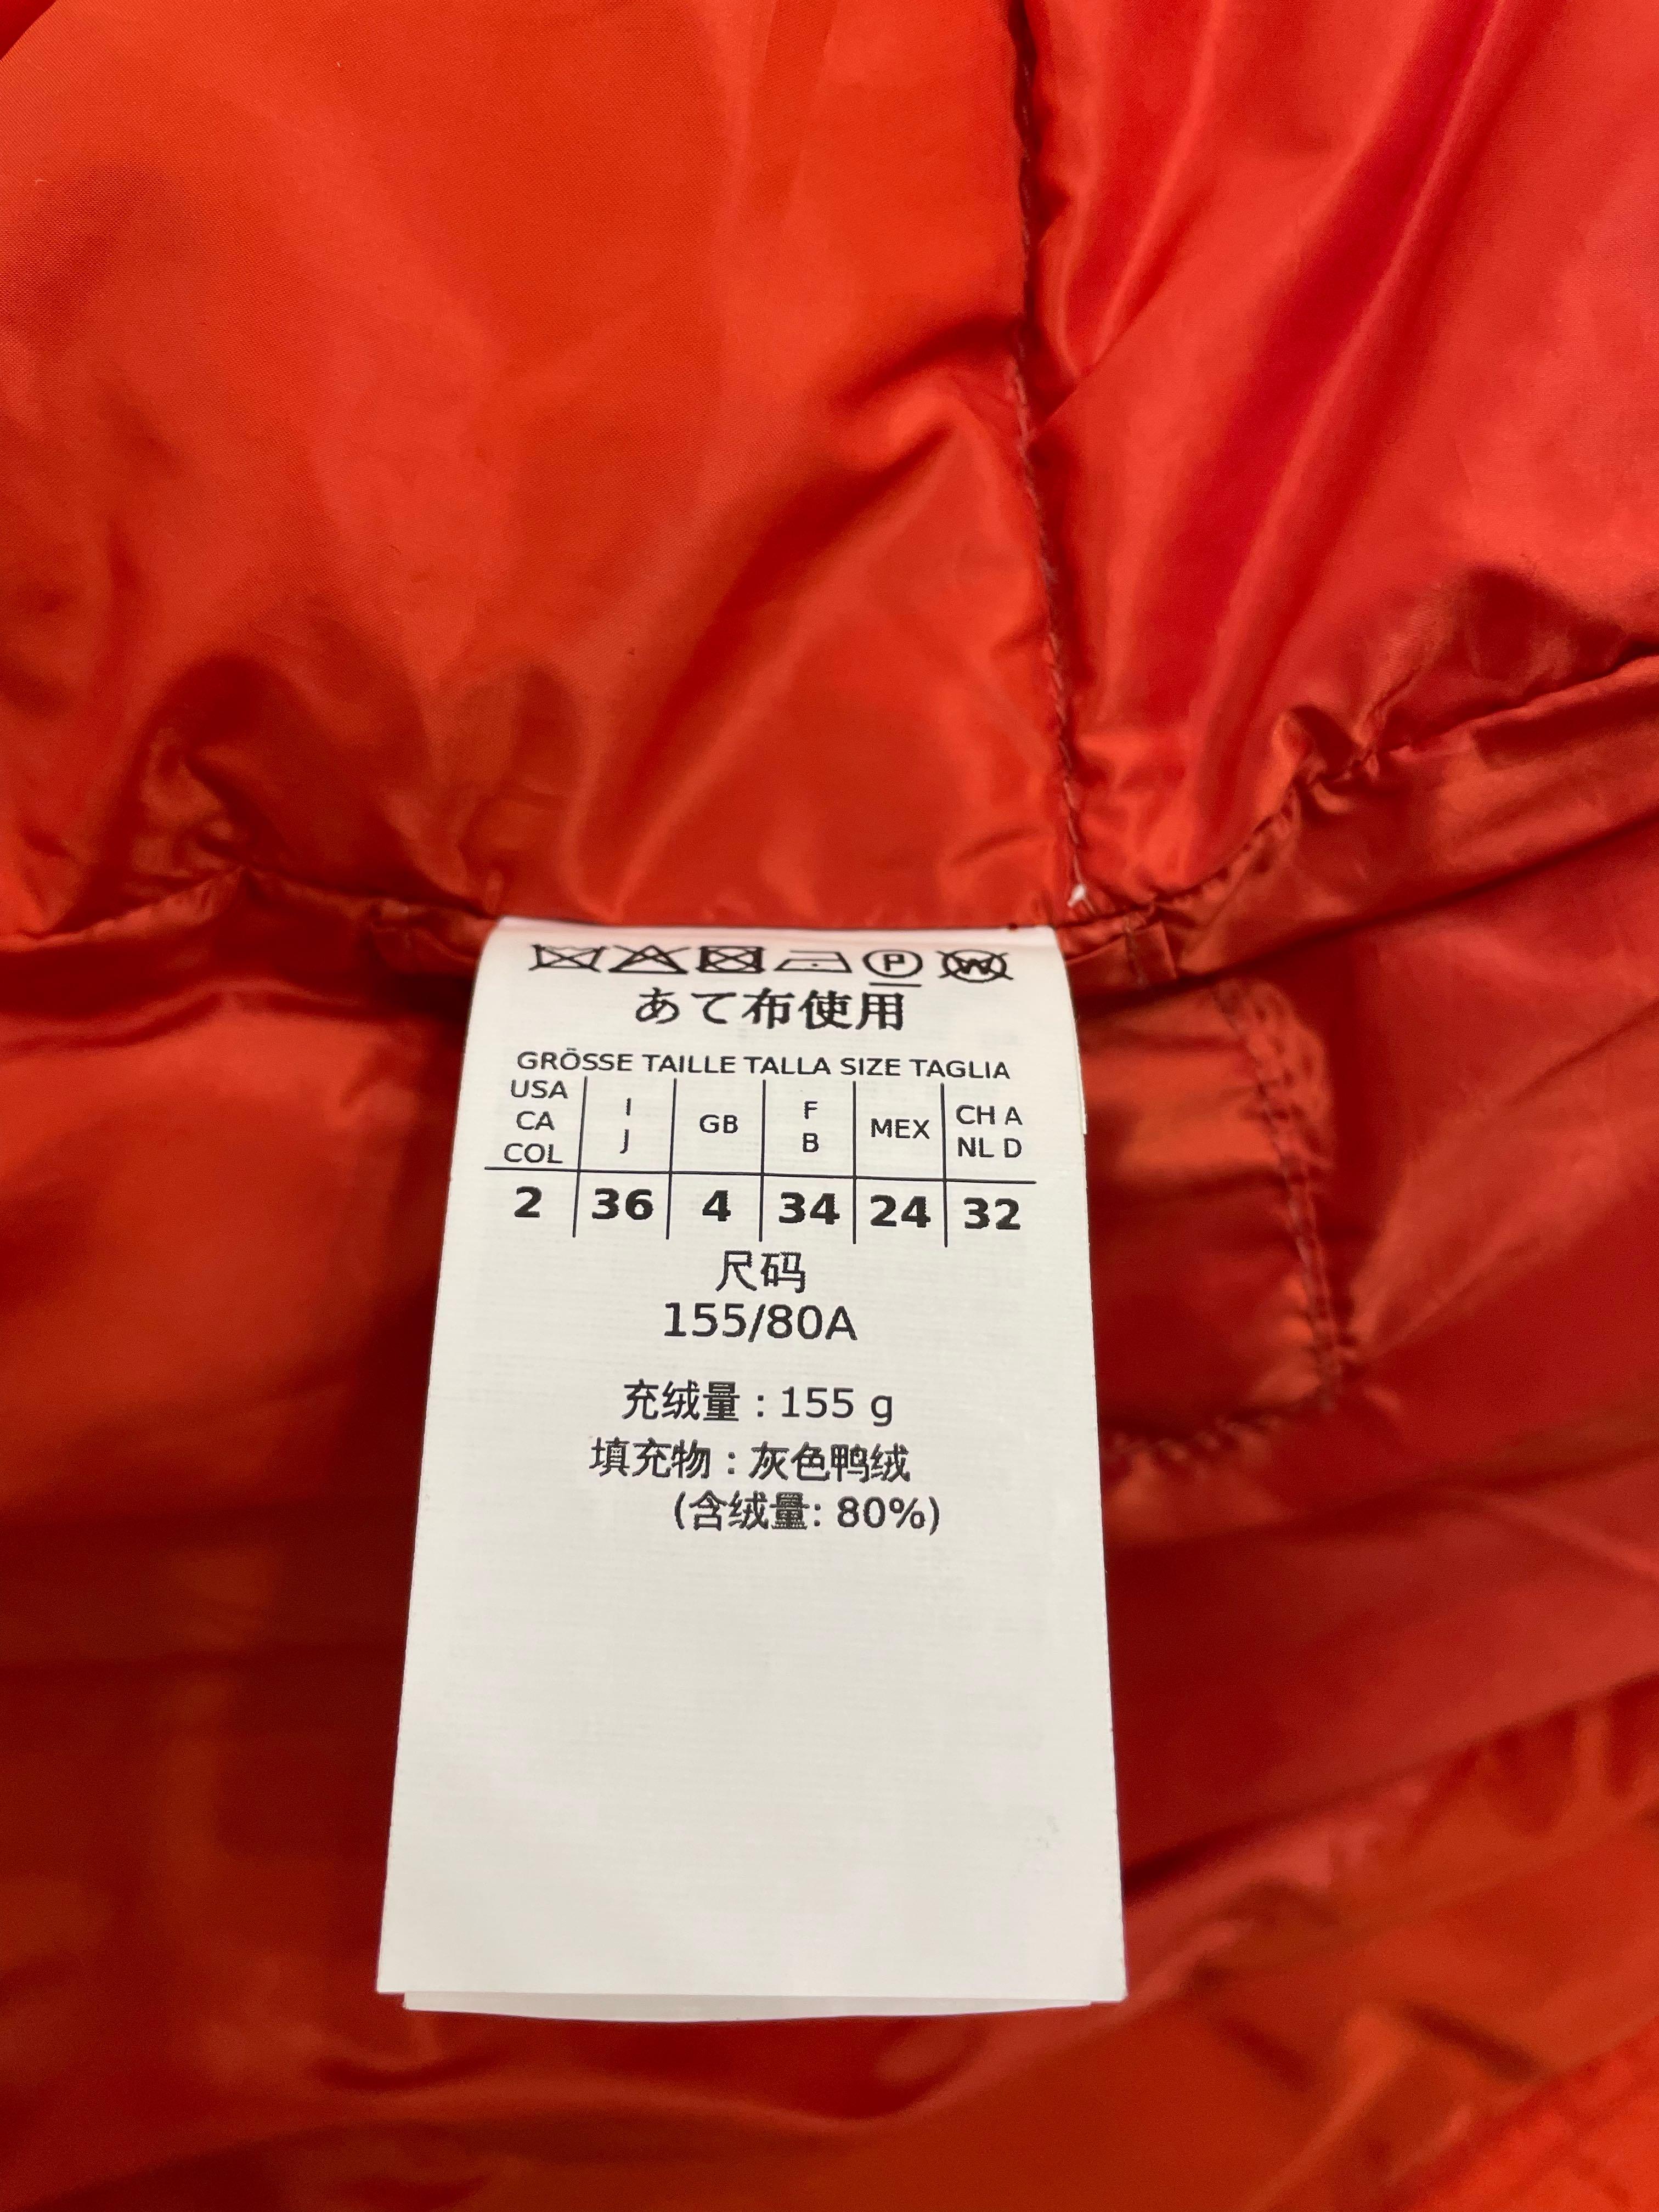 P W
あて布使用
GRÖSSE TAILLE TALLA SIZE TAGLIA
USA CA COL I J GB F B MEX CH A NL D
2 36 4 34 24 32
尺码
155/80A
充绒量 : 155 g
填充物 : 灰色鸭绒
(含绒量: 80%)